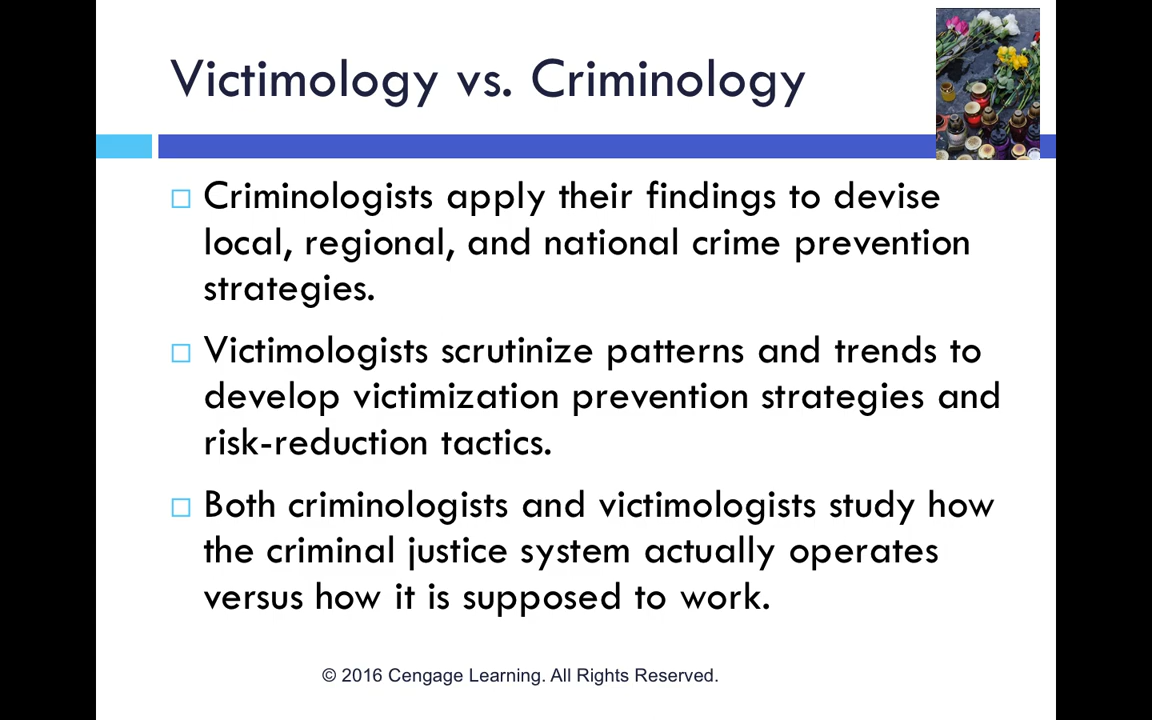 Victimology vs. Criminology
Criminologists apply their findings to devise
local, regional, and national crime prevention
strategies.
Victimologists scrutinize patterns and trends to
develop victimization prevention strategies and
risk-reduction tactics.
Both criminologists and victimologists study how
the criminal justice system actually operates
versus how it is supposed to work.
© 2016 Cengage Learning. All Rights Reserved.